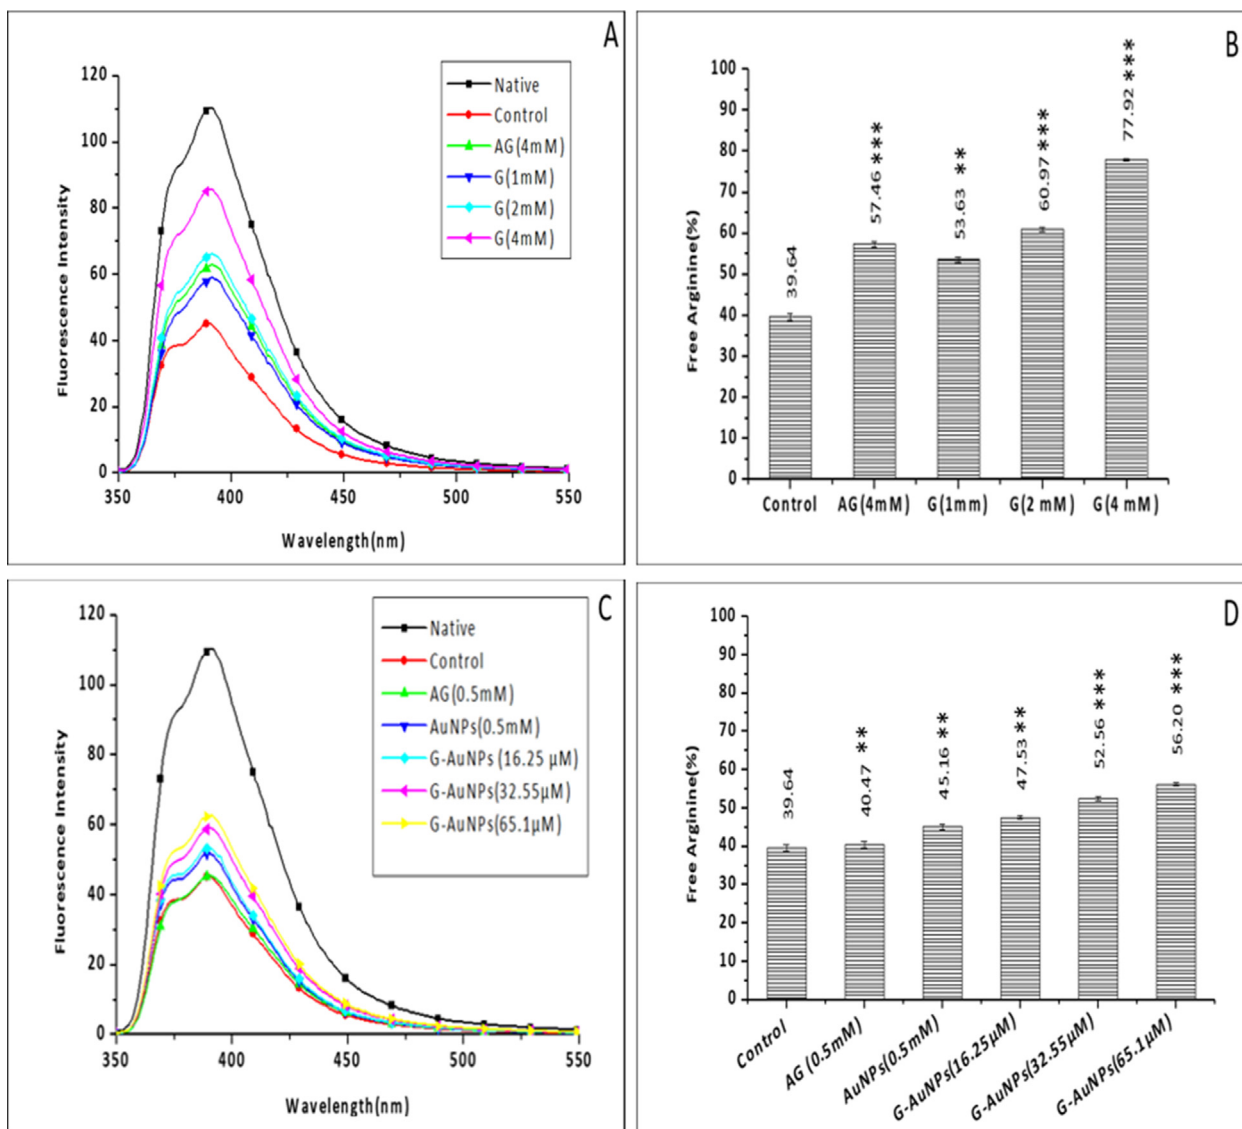 A
120
100
80
60
40
20
0
Fluorescence Intensity
350
400
450
500
550
Wavelength(nm)
Native
Control
AG(4mM)
G(1mM)
G(2mM)
G(4mM)
B
100
90
80
70
60
50
40
30
20
10
0
Free Arginine(%)
39.64
57.46 ***
53.63 **
60.97 ***
77.92 ***
Control
AG(4mM)
G(1mm)
G(2 mM)
G(4 mM)
C
120
100
80
60
40
20
0
Fluorescence Intensity
350
400
450
500
550
Wavelength(nm)
Native
Control
AG(0.5mM)
AuNPs(0.5mM)
G-AuNPs (16.25 µM)
G-AuNPs(32.55µM)
G-AuNPs(65.1µM)
D
100
90
80
70
60
50
40
30
20
10
0
Free Arginine(%)
39.64
40.47 **
45.16 **
47.53 **
52.56 ***
56.20 ***
Control
AG (0.5mM)
AuNPs(0.5mM)
G-AuNPs(16.25µM)
G-AuNPs(32.55µM)
G-AuNPs(65.1µM)